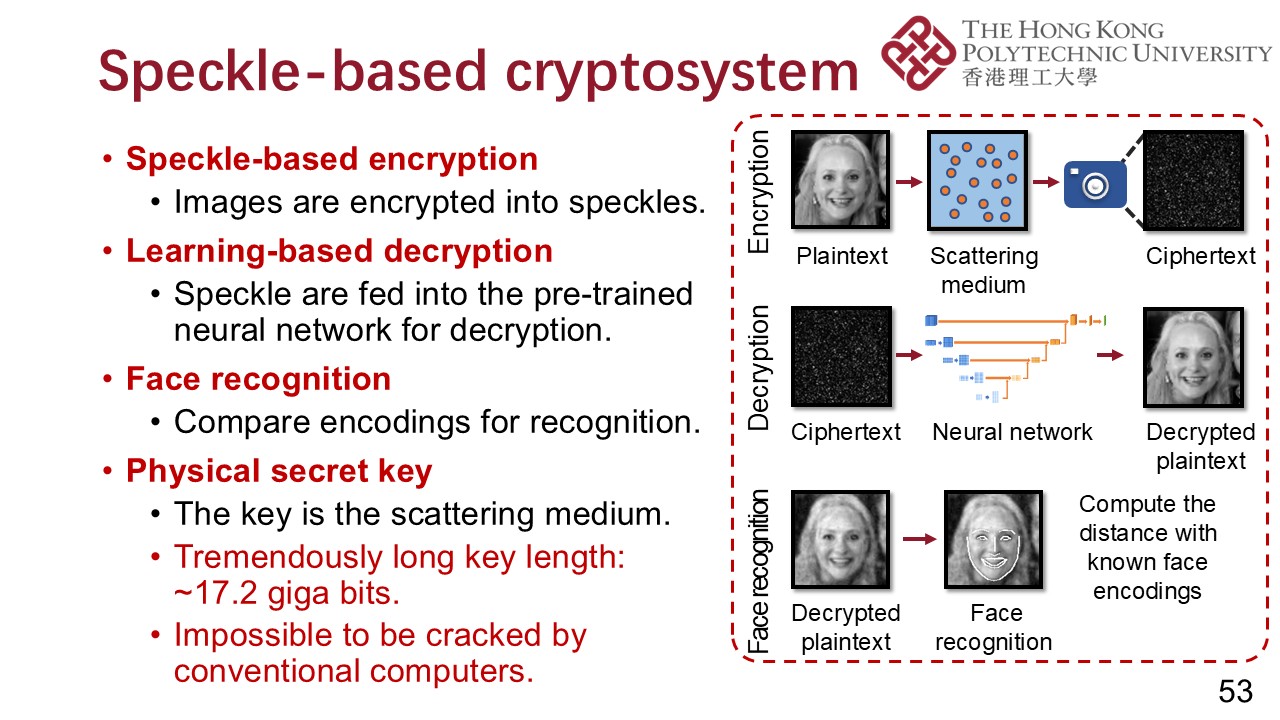 Speckle-based cryptosystem
THE HONG KONG
POLYTECHNIC UNIVERSITY
香港理工大學
• Speckle-based encryption
• Images are encrypted into speckles.
• Learning-based decryption
• Speckle are fed into the pre-trained
neural network for decryption.
• Face recognition
• Compare encodings for recognition.
• Physical secret key
• The key is the scattering medium.
• Tremendously long key length:
~17.2 giga bits.
• Impossible to be cracked by
conventional computers.
Encryption
Plaintext
Scattering
medium
Ciphertext
Decryption
Ciphertext
Neural network
Decrypted
plaintext
Face recognition
Decrypted
plaintext
Face
recognition
Compute the
distance with
known face
encodings
53